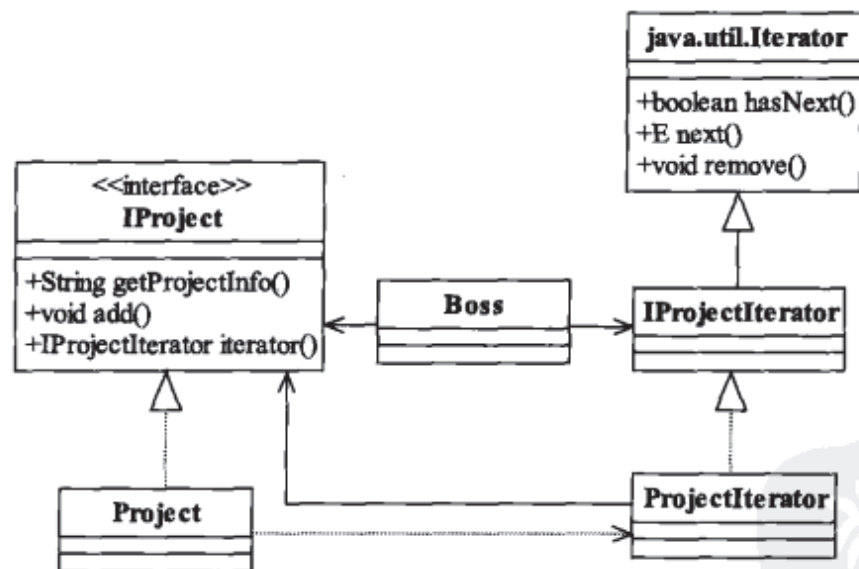 java.util.Iterator
+boolean hasNext()
+E next()
+void remove()
<<interface>>
IProject
+String getProjectInfo()
+void add()
+IProjectIterator iterator()
Boss
IProjectIterator
Project
ProjectIterator